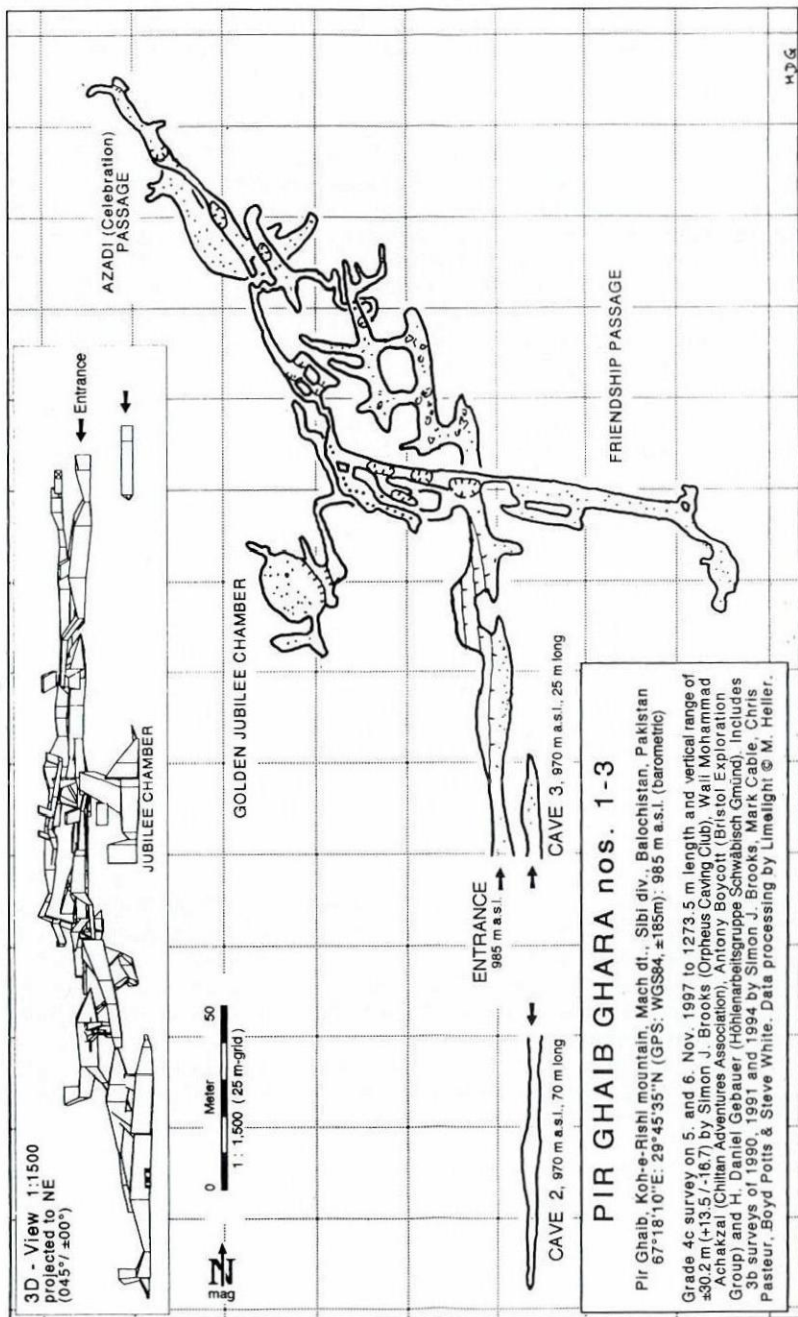 3D - View 1:1500
projected to NE
(045°/ ±00°)
Entrance
JUBILEE CHAMBER
AZADI (Celebration)
PASSAGE
GOLDEN JUBILEE CHAMBER
N
mag
0 Meter 50
1 : 1,500 ( 25 m-grid )
FRIENDSHIP PASSAGE
ENTRANCE
985 m a.s.l.
CAVE 2, 970 m a.s.l., 70 m long
CAVE 3, 970 m a.s.l., 25 m long
PIR GHAIB GHARA nos. 1-3
Pir Ghaib, Koh-e-Rishi mountain, Mach dt., Sibi div., Balochistan, Pakistan
67°18'10"E: 29°45'35"N (GPS: WGS84, ±185m): 985 m a.s.l. (barometric)
Grade 4c survey on 5. and 6. Nov. 1997 to 1273.5 m length and vertical range of
±30.2 m (+13.5 / -16.7) by Simon J. Brooks (Orpheus Caving Club), Wali Mohammad
Achakzai (Chiltan Adventures Association), Antony Boycott (Bristol Exploration
Group) and H. Daniel Gebauer (Höhlenarbeitsgruppe Schwäbisch Gmünd). Includes
3b surveys of 1990, 1991 and 1994 by Simon J. Brooks, Mark Cable, Chris
Pasteur, Boyd Potts & Steve White. Data processing by Limelight © M. Heller.
HDG